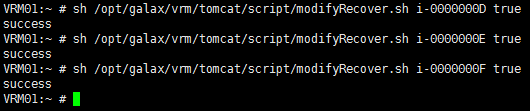 VRM01:~ # sh /opt/galax/vrm/tomcat/script/modifyRecover.sh i-0000000D true
success
VRM01:~ # sh /opt/galax/vrm/tomcat/script/modifyRecover.sh i-0000000E true
success
VRM01:~ # sh /opt/galax/vrm/tomcat/script/modifyRecover.sh i-0000000F true
success
VRM01:~ #